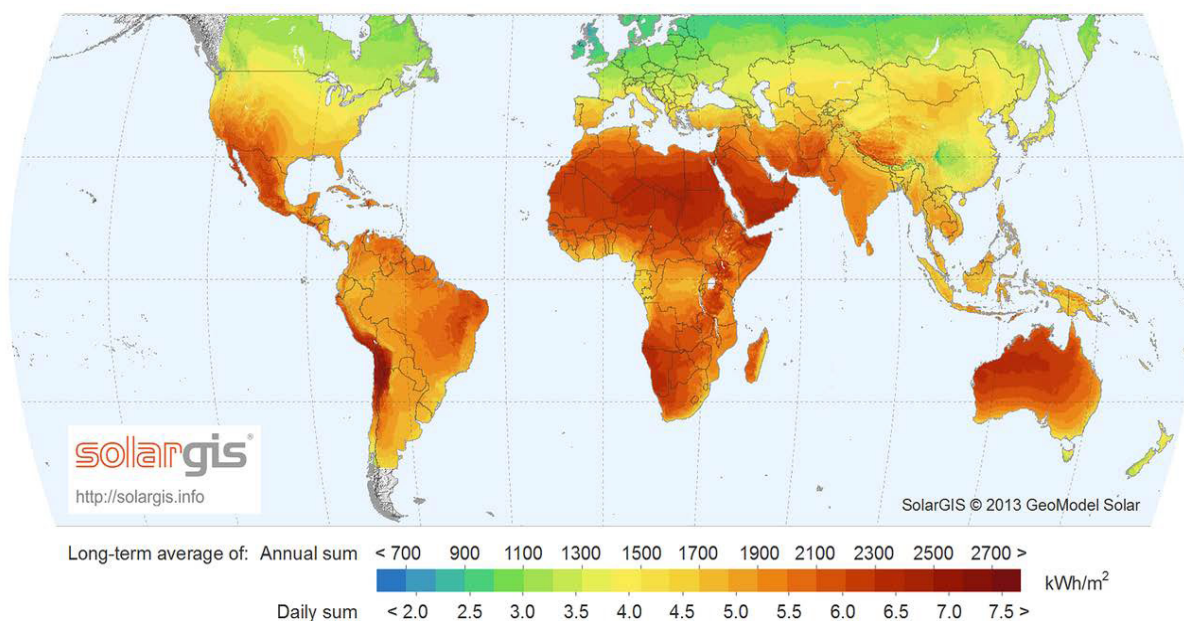 solargis®
http://solargis.info
SolarGIS © 2013 GeoModel Solar
Long-term average of: Annual sum < 700 900 1100 1300 1500 1700 1900 2100 2300 2500 2700 >
kWh/m²
Daily sum < 2.0 2.5 3.0 3.5 4.0 4.5 5.0 5.5 6.0 6.5 7.0 7.5 >